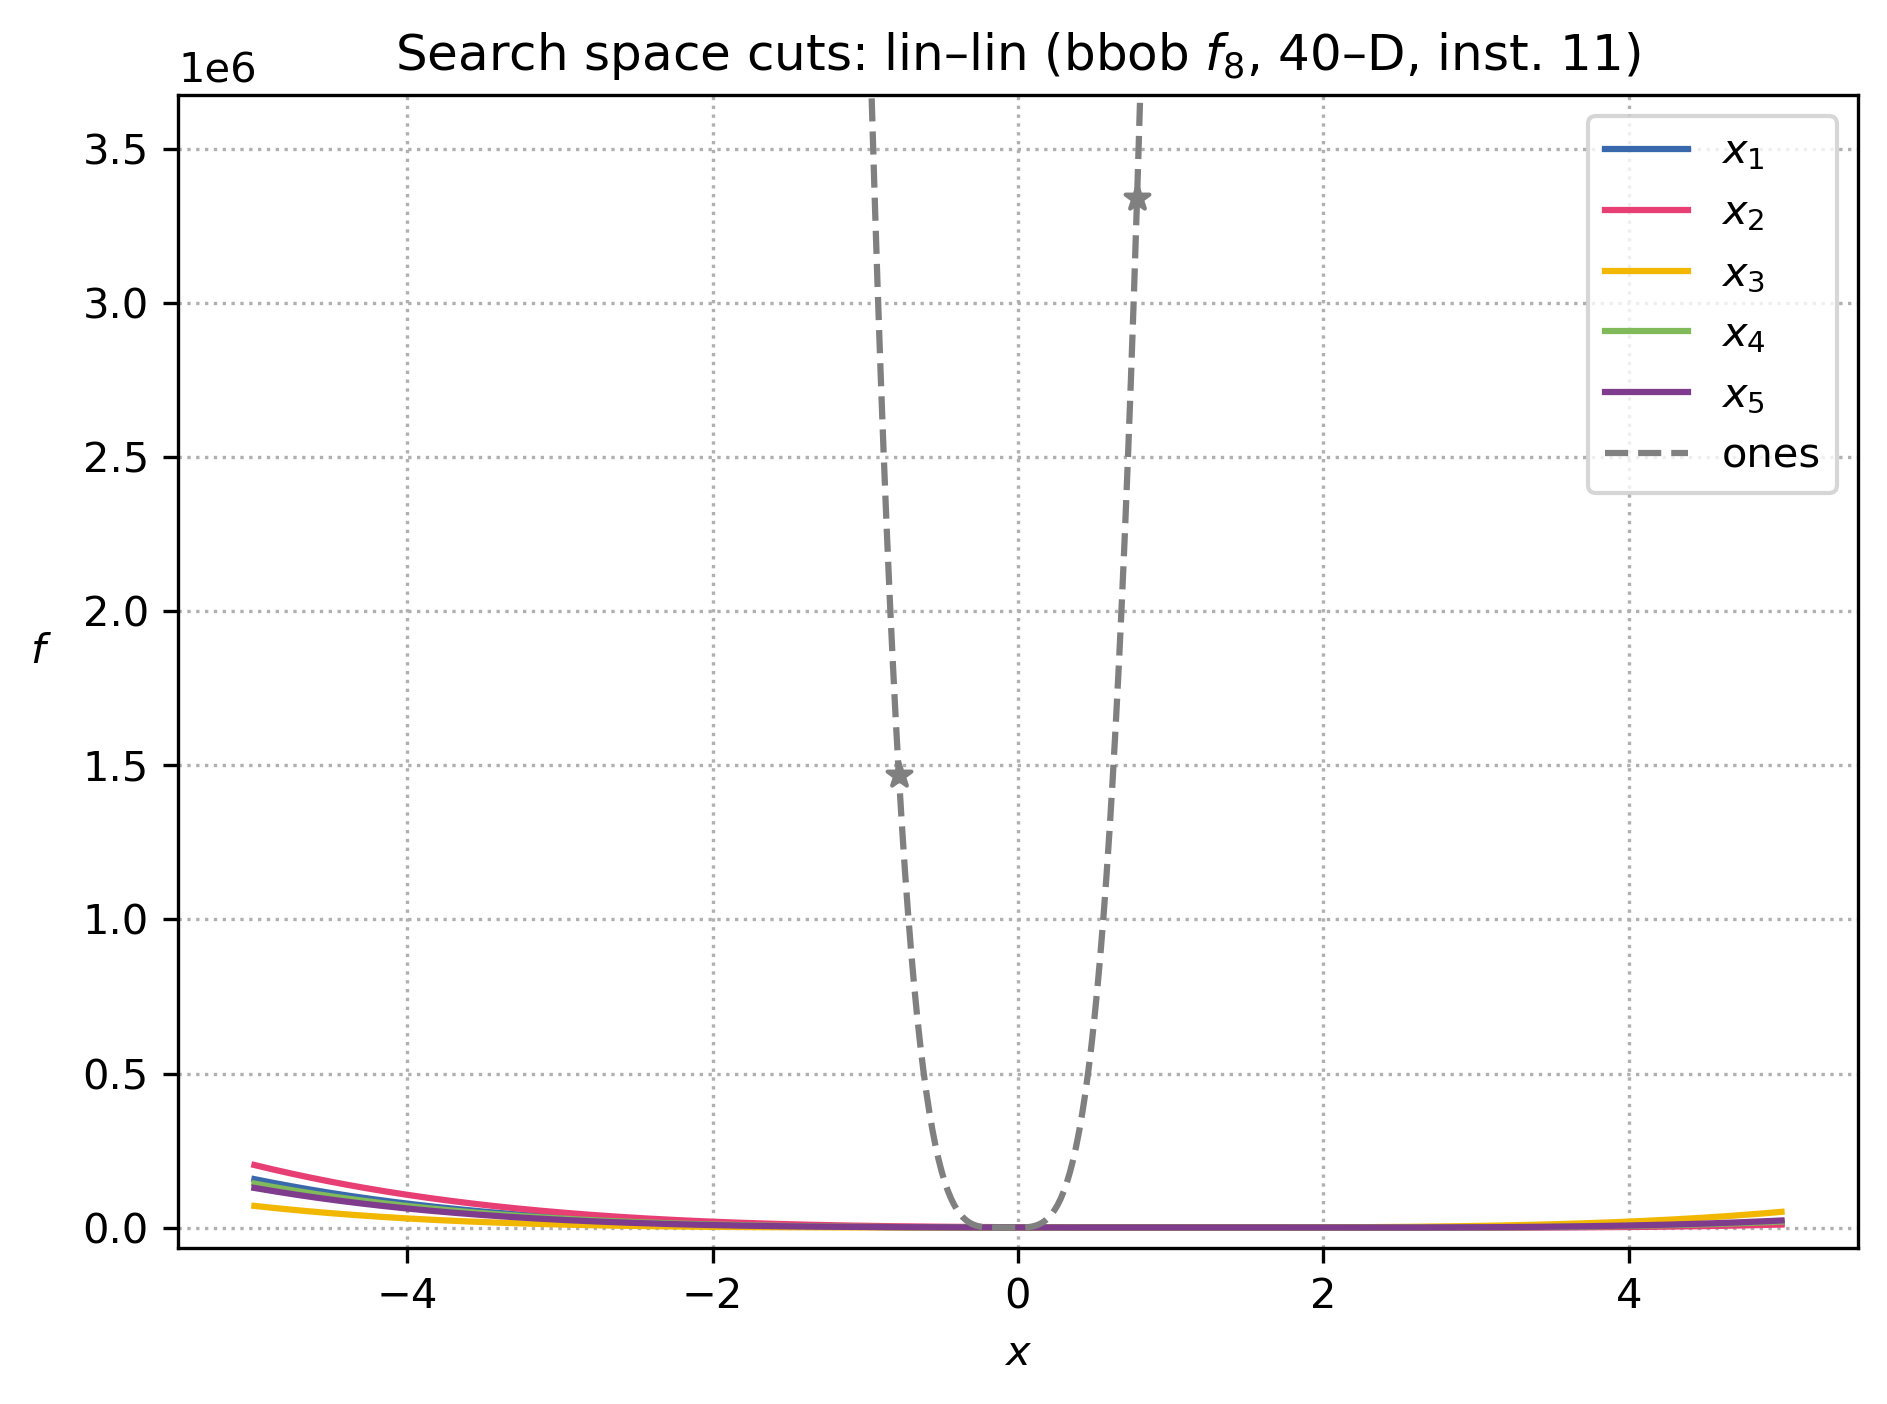 Search space cuts: lin–lin (bbob f₈, 40–D, inst. 11)
1e6
3.5
3.0
2.5
2.0
1.5
1.0
0.5
0.0
f
−4
−2
0
2
4
x
x₁
x₂
x₃
x₄
x₅
ones